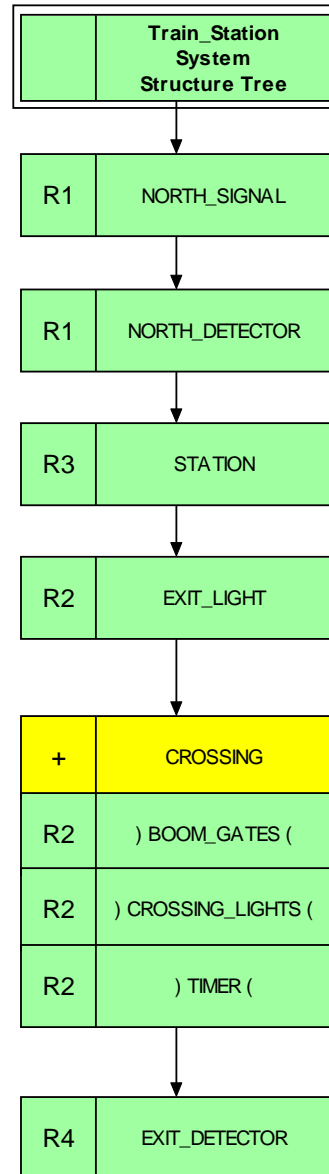 Train_Station
System
Structure Tree
R1 NORTH_SIGNAL
R1 NORTH_DETECTOR
R3 STATION
R2 EXIT_LIGHT
+ CROSSING
R2 ) BOOM_GATES (
R2 ) CROSSING_LIGHTS (
R2 ) TIMER (
R4 EXIT_DETECTOR